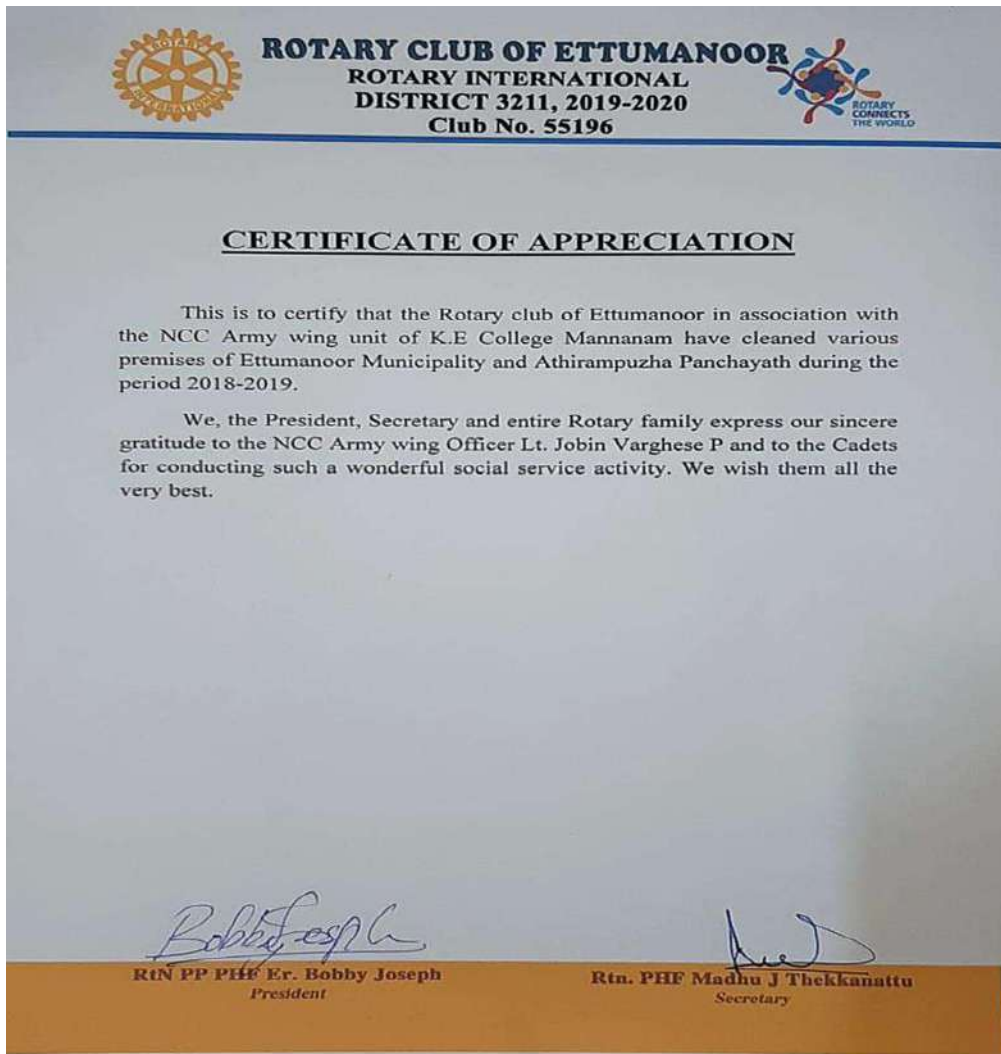 ROTARY
INTERNATIONAL
ROTARY CLUB OF ETTUMANOOR
ROTARY INTERNATIONAL
DISTRICT 3211, 2019-2020
Club No. 55196
ROTARY
CONNECTS
THE WORLD
CERTIFICATE OF APPRECIATION
This is to certify that the Rotary club of Ettumanoor in association with
the NCC Army wing unit of K.E College Mannanam have cleaned various
premises of Ettumanoor Municipality and Athirampuzha Panchayath during the
period 2018-2019.
We, the President, Secretary and entire Rotary family express our sincere
gratitude to the NCC Army wing Officer Lt. Jobin Varghese P and to the Cadets
for conducting such a wonderful social service activity. We wish them all the
very best.
Bobby Joseph
RtN PP PHF Er. Bobby Joseph
President
Rtn. PHF Madhu J Thekkanattu
Secretary